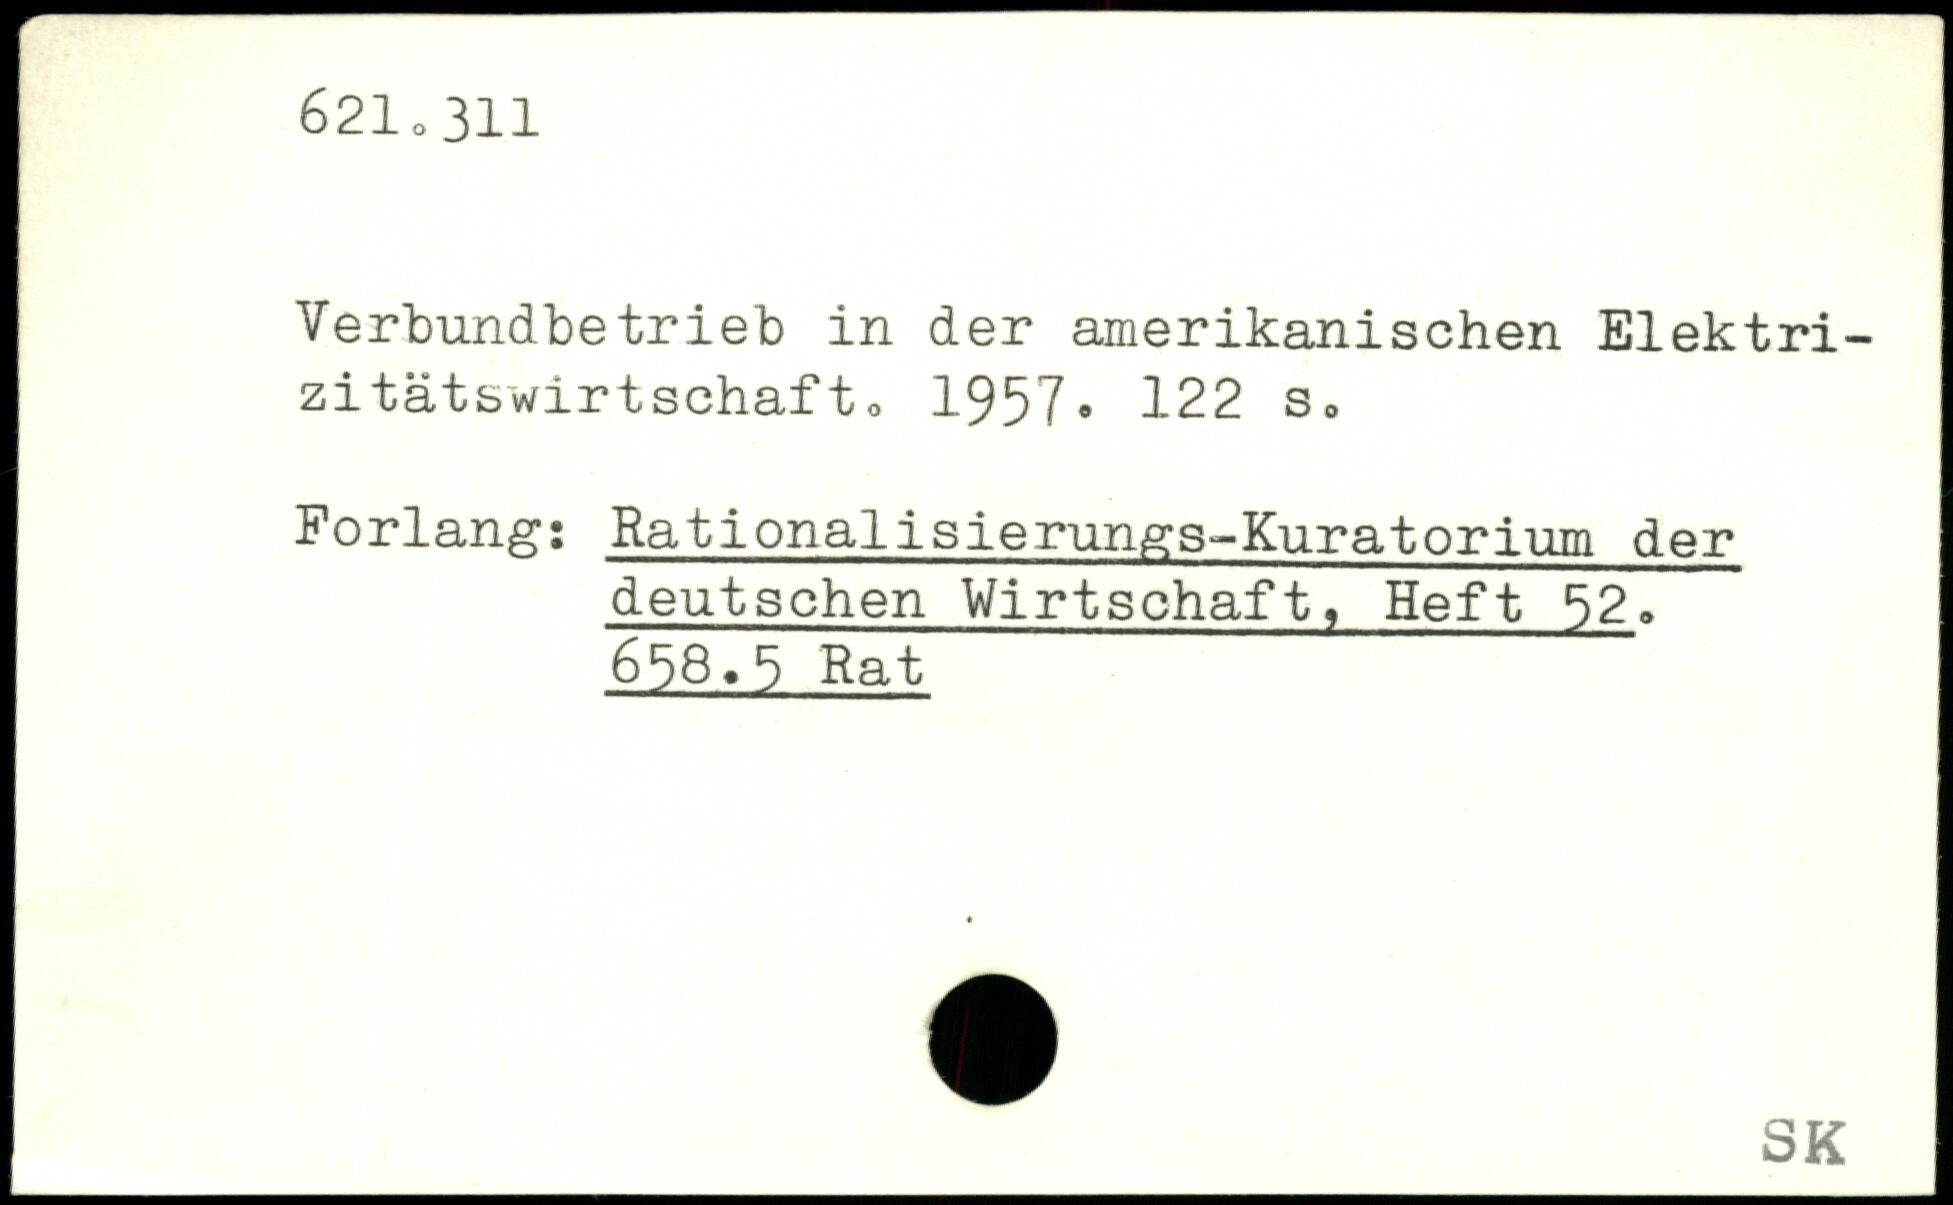 621.311
Verbundbetrieb in der amerikanischen Elektri-
zitätswirtschaft. 1957. 122 s.
Forlang: Rationalisierungs-Kuratorium der
deutschen Wirtschaft, Heft 52.
658.5 Rat
SK